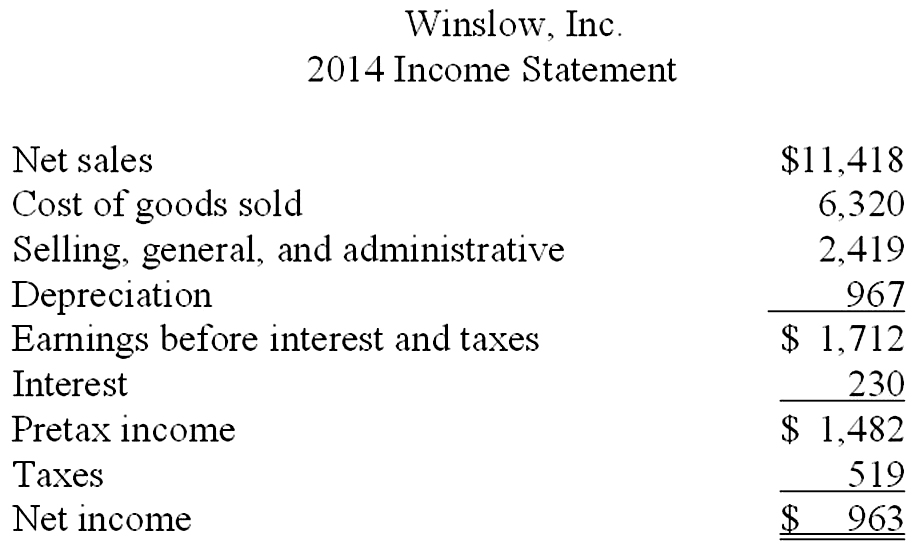 Winslow, Inc.
2014 Income Statement
Net sales $11,418
Cost of goods sold 6,320
Selling, general, and administrative 2,419
Depreciation 967
Earnings before interest and taxes $ 1,712
Interest 230
Pretax income $ 1,482
Taxes 519
Net income $ 963